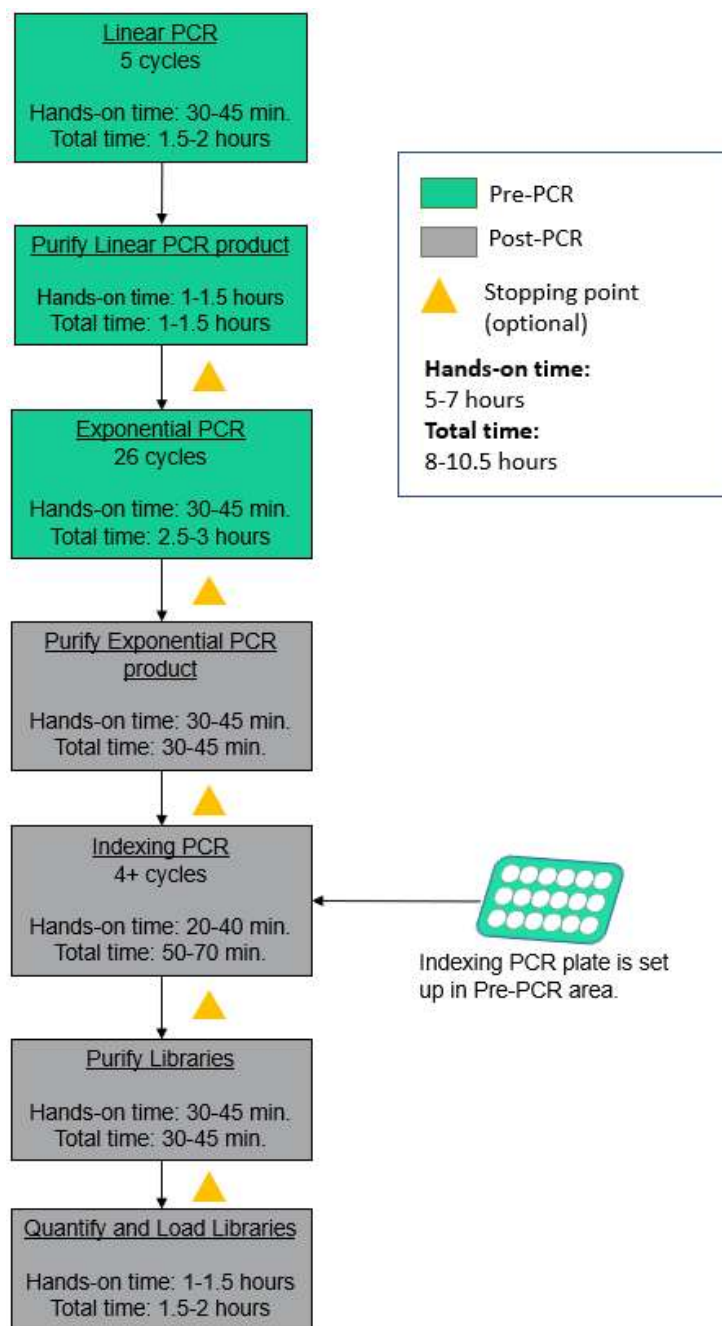 Linear PCR
5 cycles
Hands-on time: 30-45 min.
Total time: 1.5-2 hours
Purify Linear PCR product
Hands-on time: 1-1.5 hours
Total time: 1-1.5 hours
Exponential PCR
26 cycles
Hands-on time: 30-45 min.
Total time: 2.5-3 hours
Purify Exponential PCR
product
Hands-on time: 30-45 min.
Total time: 30-45 min.
Indexing PCR
4+ cycles
Hands-on time: 20-40 min.
Total time: 50-70 min.
Purify Libraries
Hands-on time: 30-45 min.
Total time: 30-45 min.
Quantify and Load Libraries
Hands-on time: 1-1.5 hours
Total time: 1.5-2 hours
Pre-PCR
Post-PCR
Stopping point
(optional)
Hands-on time:
5-7 hours
Total time:
8-10.5 hours
Indexing PCR plate is set
up in Pre-PCR area.